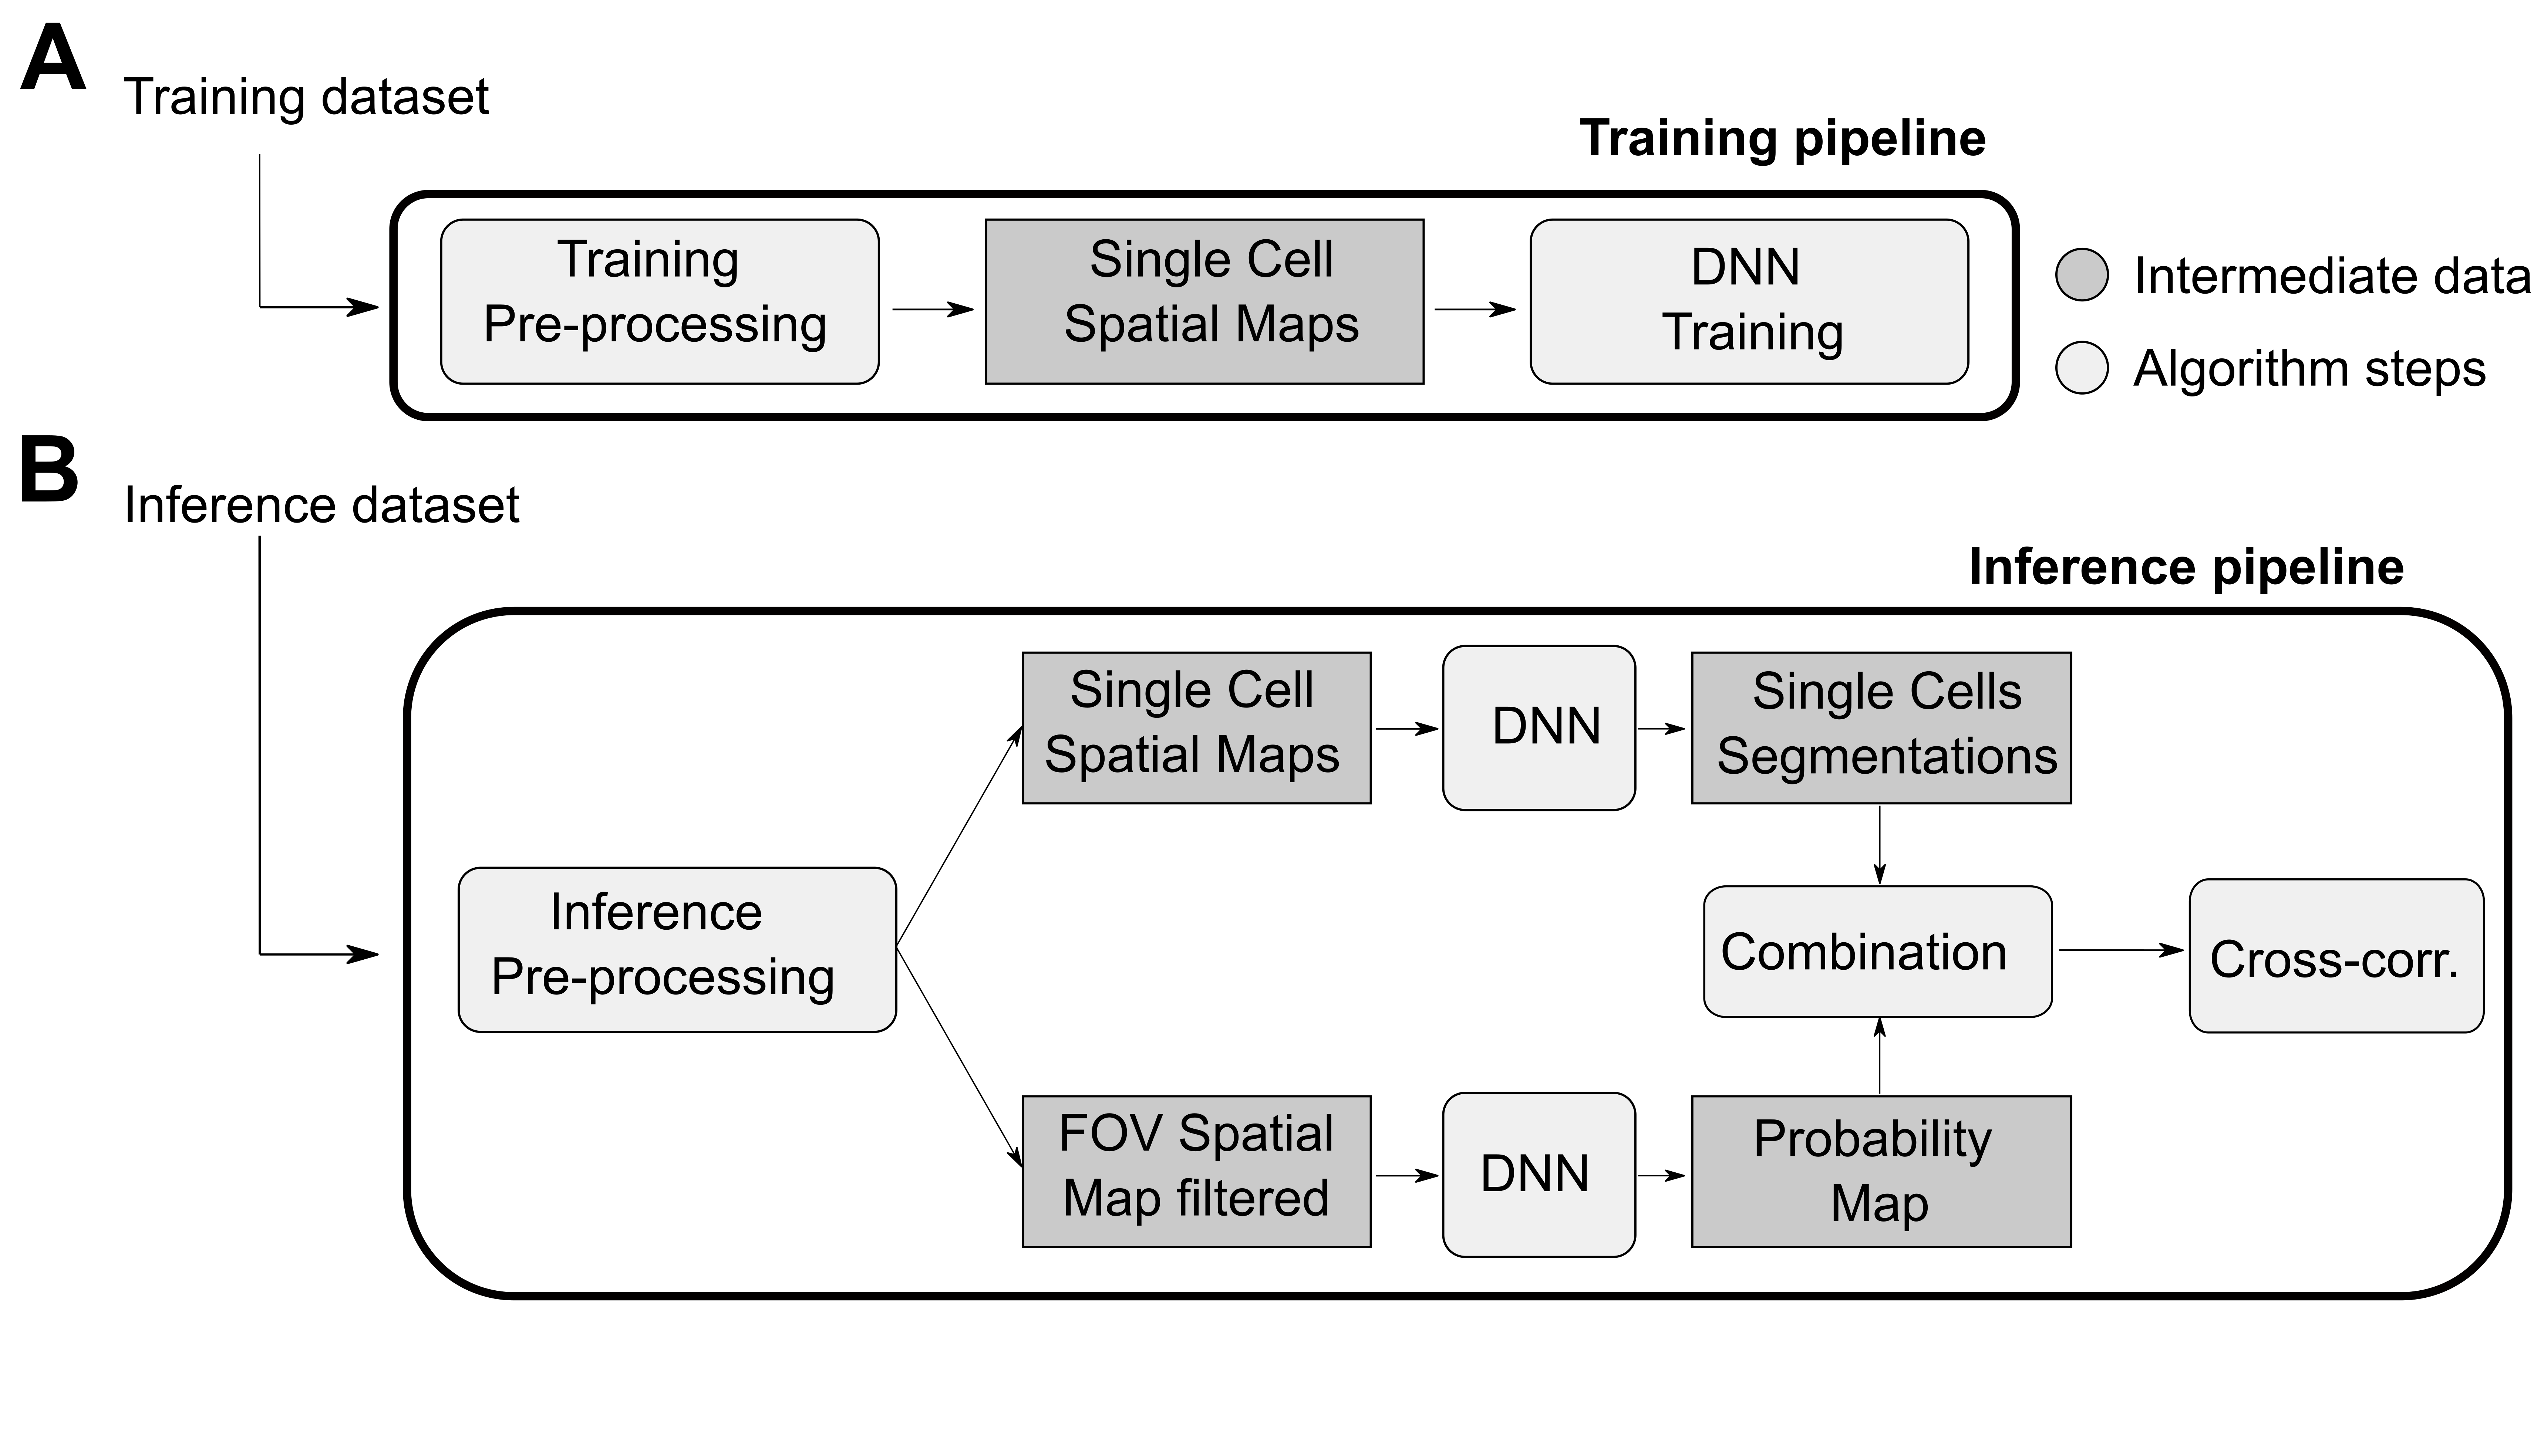 A
Training dataset
Training pipeline
Training
Pre-processing
Single Cell
Spatial Maps
DNN
Training
Intermediate data
Algorithm steps
B
Inference dataset
Inference pipeline
Inference
Pre-processing
Single Cell
Spatial Maps
DNN
Single Cells
Segmentations
FOV Spatial
Map filtered
DNN
Probability
Map
Combination
Cross-corr.